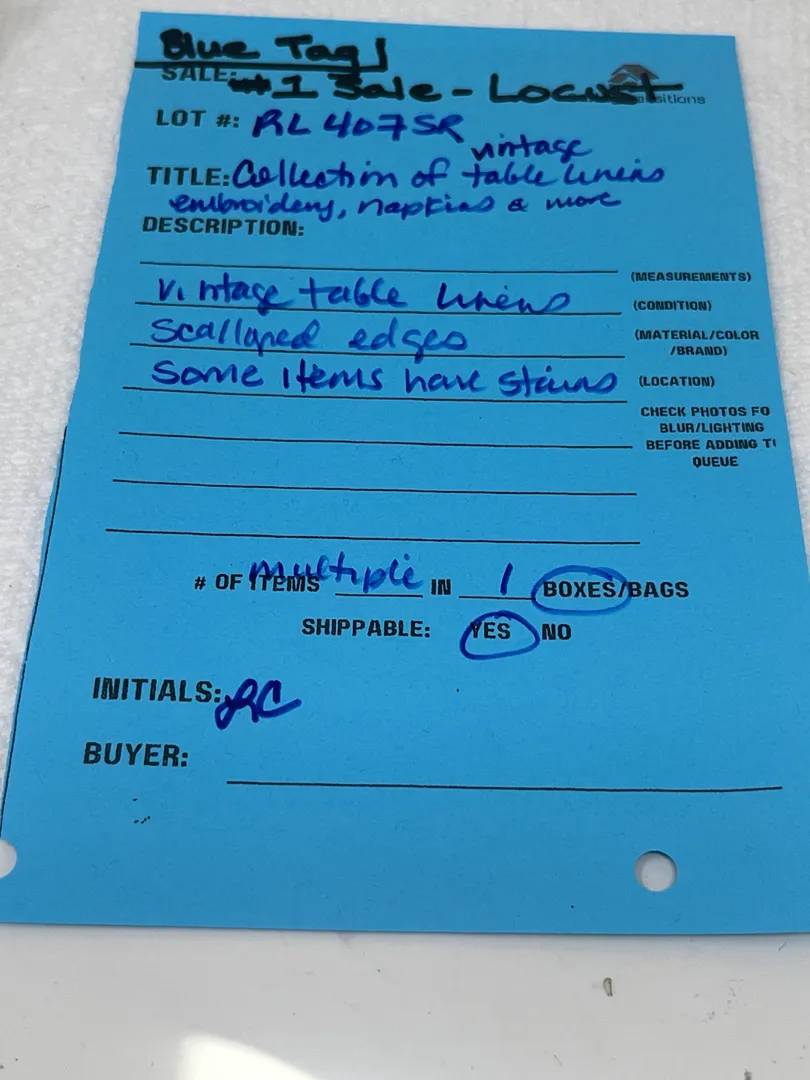 Blue Tag!
SALE: #1 Sale - Locust
sitions
LOT #: RL407SR
vintage
TITLE: Collection of table linens
embroidery, napkins & more
DESCRIPTION:
(MEASUREMENTS)
vintage table linens (CONDITION)
Scalloped edges (MATERIAL/COLOR
/BRAND)
Some items have stains (LOCATION)
CHECK PHOTOS FO
BLUR/LIGHTING
BEFORE ADDING T
QUEUE
# OF ITEMS multiple IN 1 BOXES/BAGS
SHIPPABLE: YES NO
INITIALS: RC
BUYER: